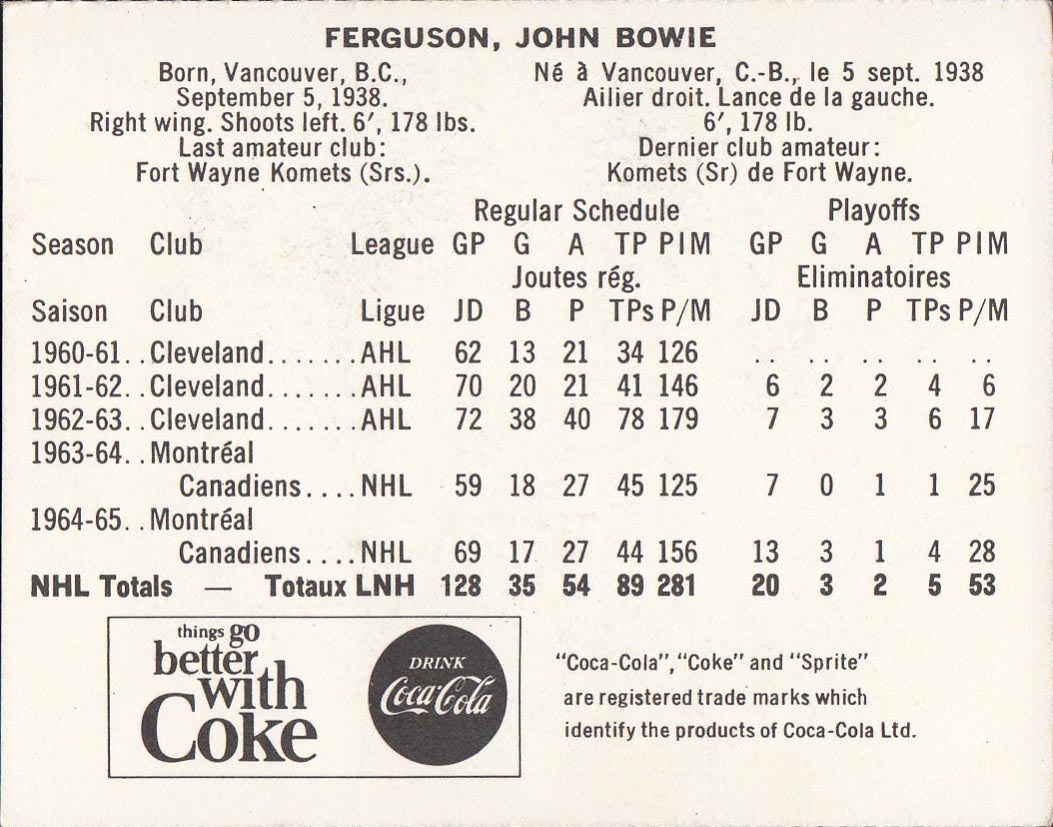 FERGUSON, JOHN BOWIE
Born, Vancouver, B.C.,
September 5, 1938.
Right wing. Shoots left. 6′, 178 lbs.
Last amateur club:
Fort Wayne Komets (Srs.).
Né à Vancouver, C.-B., le 5 sept. 1938
Ailier droit. Lance de la gauche.
6′, 178 lb.
Dernier club amateur:
Komets (Sr) de Fort Wayne.
Regular Schedule Playoffs
Season Club League GP G A TP PIM GP G A TP PIM
Joutes rég. Eliminatoires
Saison Club Ligue JD B P TPs P/M JD B P TPs P/M
1960-61. . Cleveland. . . . . . . AHL 62 13 21 34 126 . . . . . . . . . .
1961-62. . Cleveland. . . . . . . AHL 70 20 21 41 146 6 2 2 4 6
1962-63. . Cleveland. . . . . . . AHL 72 38 40 78 179 7 3 3 6 17
1963-64. . Montréal
Canadiens. . . . NHL 59 18 27 45 125 7 0 1 1 25
1964-65. . Montréal
Canadiens. . . . NHL 69 17 27 44 156 13 3 1 4 28
NHL Totals — Totaux LNH 128 35 54 89 281 20 3 2 5 53
things go
better
with
Coke
DRINK
Coca-Cola
"Coca-Cola", "Coke" and "Sprite"
are registered trade marks which
identify the products of Coca-Cola Ltd.